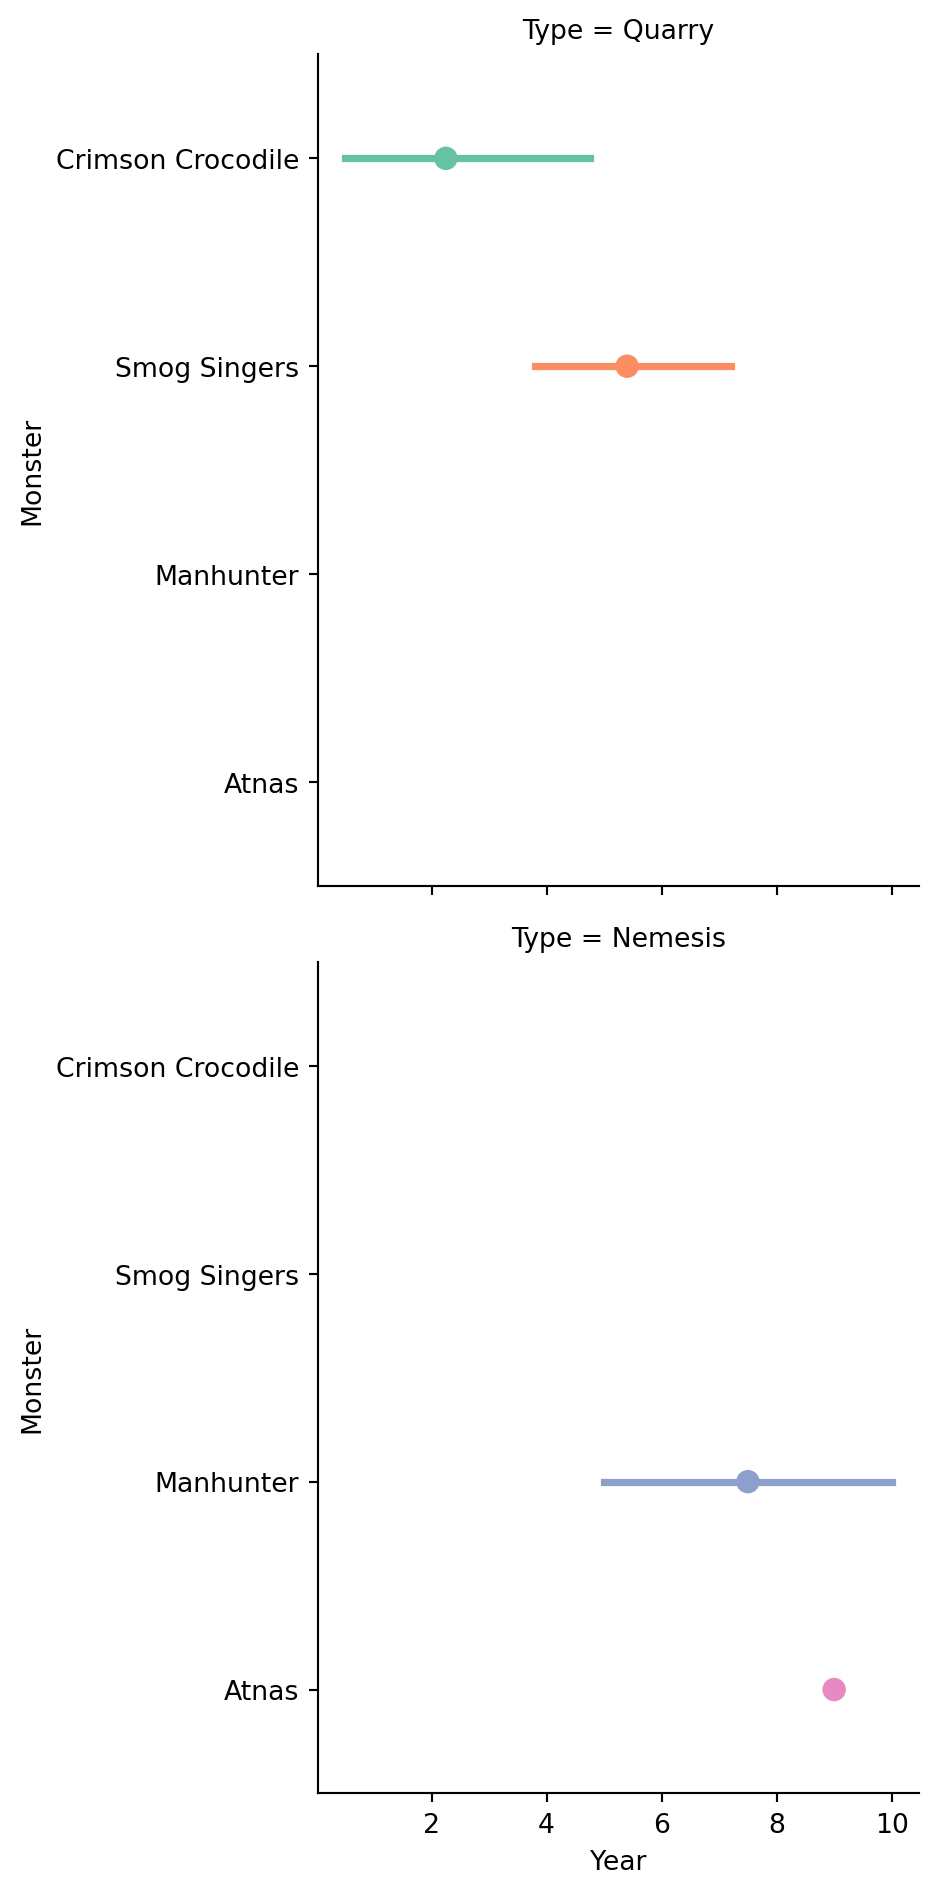 Type = Quarry
Crimson Crocodile
Smog Singers
Monster
Manhunter
Atnas
Type = Nemesis
Crimson Crocodile
Smog Singers
Monster
Manhunter
Atnas
2 4 6 8 10
Year